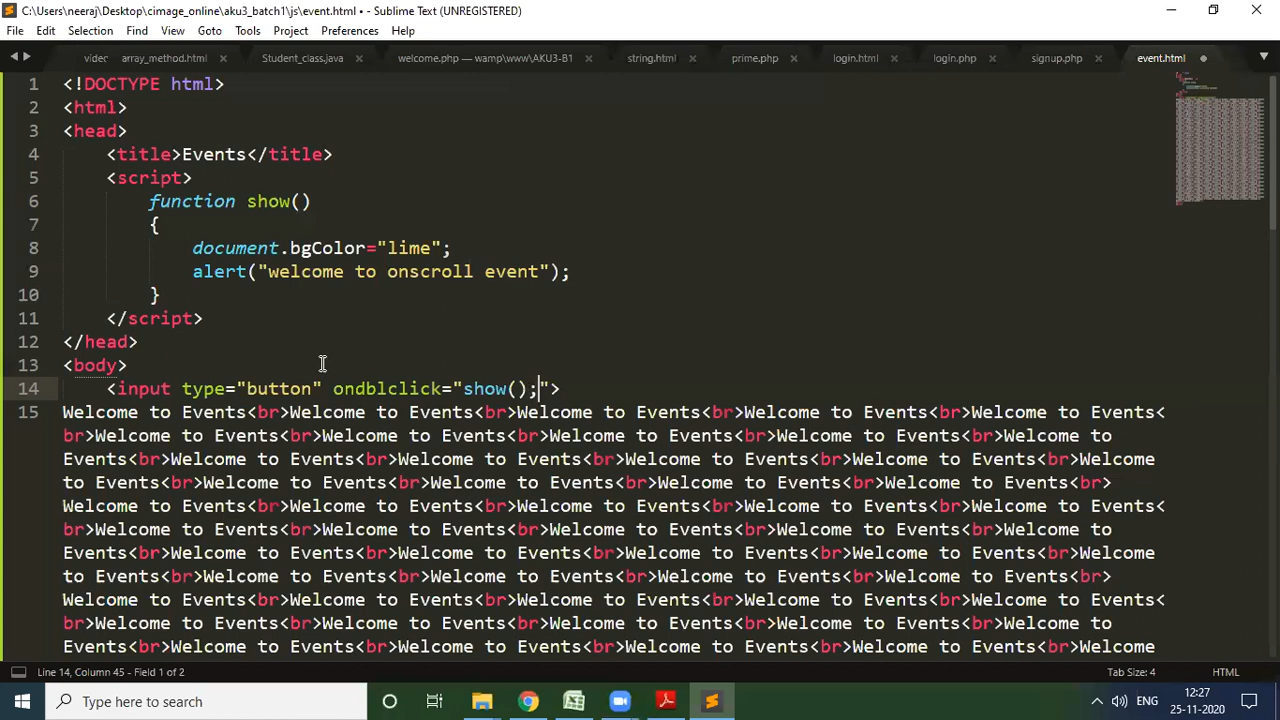 C:\Users\neeraj\Desktop\cimage_online\aku3_batch1\js\event.html • - Sublime Text (UNREGISTERED)
File Edit Selection Find View Goto Tools Project Preferences Help
array_method.html Student_class.java welcome.php — wamp\www\AKU3-B1 string.html prime.php login.html login.php signup.php event.html
1 <!DOCTYPE html>
2 <html>
3 <head>
4 <title>Events</title>
5 <script>
6 function show()
7 {
8 document.bgColor="lime";
9 alert("welcome to onscroll event");
10 }
11 </script>
12 </head>
13 <body>
14 <input type="button" ondblclick="show();">
15 Welcome to Events<br>Welcome to Events<br>Welcome to Events<br>Welcome to Events<br>Welcome to Events<
br>Welcome to Events<br>Welcome to Events<br>Welcome to Events<br>Welcome to Events<br>Welcome to
Events<br>Welcome to Events<br>Welcome to Events<br>Welcome to Events<br>Welcome to Events<br>Welcome
to Events<br>Welcome to Events<br>Welcome to Events<br>Welcome to Events<br>Welcome to Events<br>
Welcome to Events<br>Welcome to Events<br>Welcome to Events<br>Welcome to Events<br>Welcome to Events<
br>Welcome to Events<br>Welcome to Events<br>Welcome to Events<br>Welcome to Events<br>Welcome to
Events<br>Welcome to Events<br>Welcome to Events<br>Welcome to Events<br>Welcome to Events<br>Welcome
to Events<br>Welcome to Events<br>Welcome to Events<br>Welcome to Events<br>Welcome to Events<br>
Welcome to Events<br>Welcome to Events<br>Welcome to Events<br>Welcome to Events<br>Welcome to Events<
br>Welcome to Events<br>Welcome to Events<br>Welcome to Events<br>Welcome to Events<br>Welcome to
Events<br>Welcome to Events<br>Welcome to Events<br>Welcome to Events<br>Welcome to Events<br>Welcome
Line 14, Column 45 - Field 1 of 2 Tab Size: 4 HTML
Type here to search ENG 12:27
25-11-2020